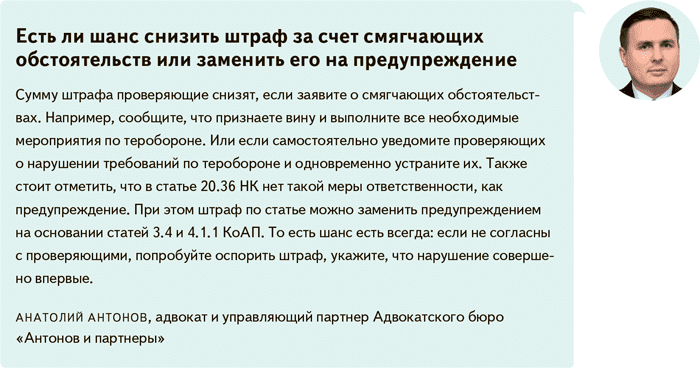 Есть ли шанс снизить штраф за счет смягчающих
обстоятельств или заменить его на предупреждение
Сумму штрафа проверяющие снизят, если заявите о смягчающих обстоятельст-
вах. Например, сообщите, что признаете вину и выполните все необходимые
мероприятия по теробороне. Или если самостоятельно уведомите проверяющих
о нарушении требований по теробороне и одновременно устраните их. Также
стоит отметить, что в статье 20.36 НК нет такой меры ответственности, как
предупреждение. При этом штраф по статье можно заменить предупреждением
на основании статей 3.4 и 4.1.1 КоАП. То есть шанс есть всегда: если не согласны
с проверяющими, попробуйте оспорить штраф, укажите, что нарушение соверше-
но впервые.
АНАТОЛИЙ АНТОНОВ, адвокат и управляющий партнер Адвокатского бюро
«Антонов и партнеры»